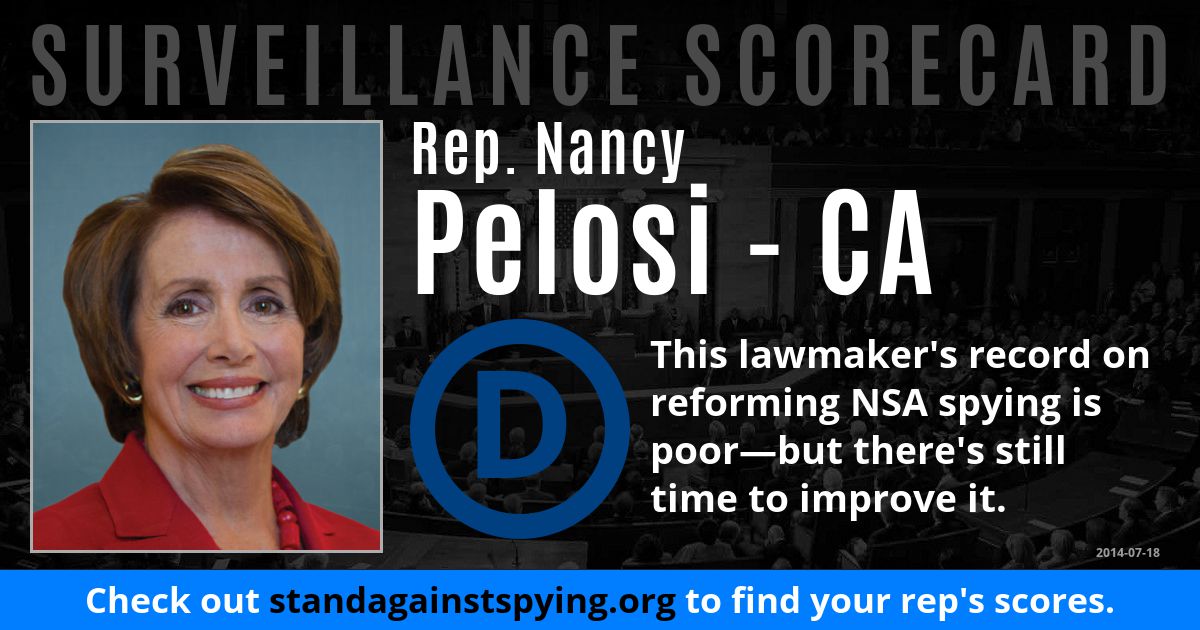 SURVEILLANCE SCORECARD
Rep. Nancy
Pelosi - CA
D
This lawmaker's record on
reforming NSA spying is
poor—but there's still
time to improve it.
2014-07-18
Check out standagainstspying.org to find your rep's scores.